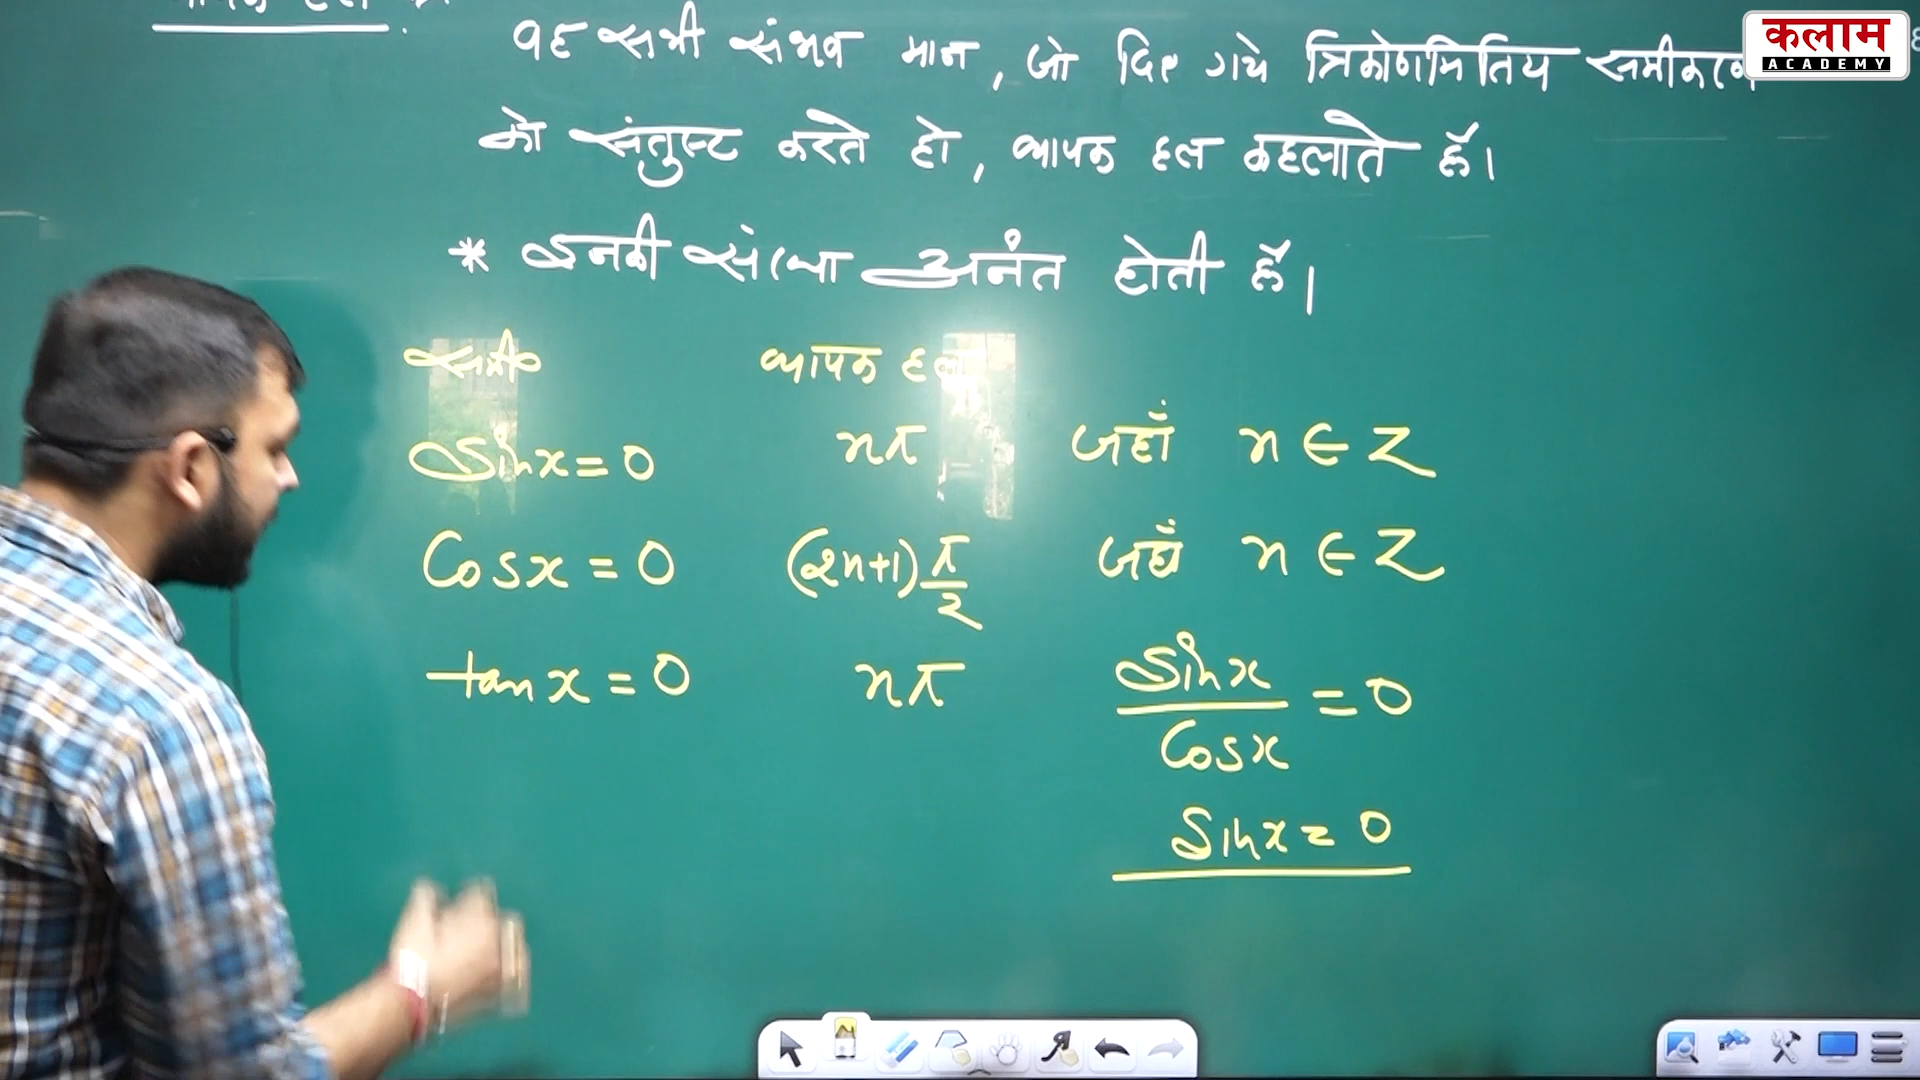 वह सभी संभव मान, जो दिए गये त्रिकोणमितिय समीकरण
को संतुस्ट करते हो, व्यापक हल कहलाते हैं।
* इनकी संख्या अनंत होती हैं।
समी० व्यापक हल
sinx=0 nπ जहाँ n∈Z
Cosx=0 (2n+1)π/2 जहाँ n∈Z
tanx=0 nπ sinx/Cosx=0
sinx=0
कलाम
ACADEMY